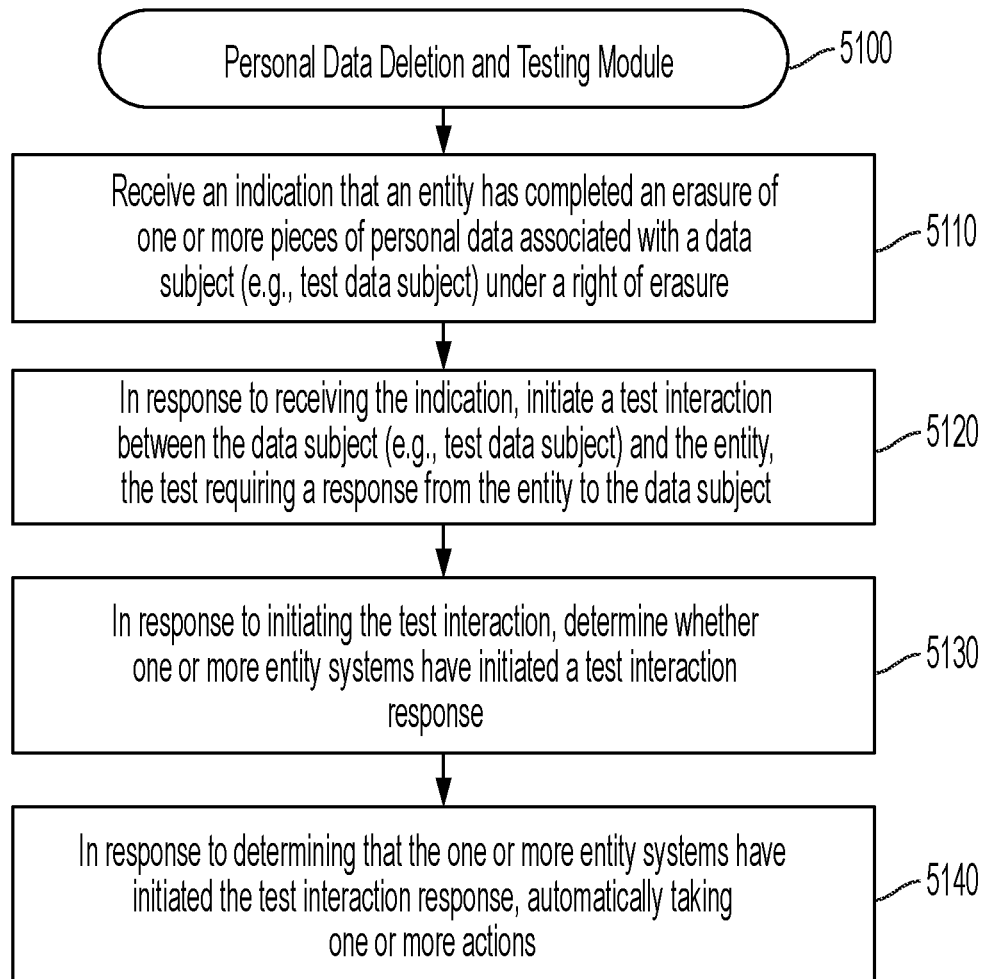 Personal Data Deletion and Testing Module
5100
Receive an indication that an entity has completed an erasure of
one or more pieces of personal data associated with a data
subject (e.g., test data subject) under a right of erasure
5110
In response to receiving the indication, initiate a test interaction
between the data subject (e.g., test data subject) and the entity,
the test requiring a response from the entity to the data subject
5120
In response to initiating the test interaction, determine whether
one or more entity systems have initiated a test interaction
response
5130
In response to determining that the one or more entity systems have
initiated the test interaction response, automatically taking
one or more actions
5140